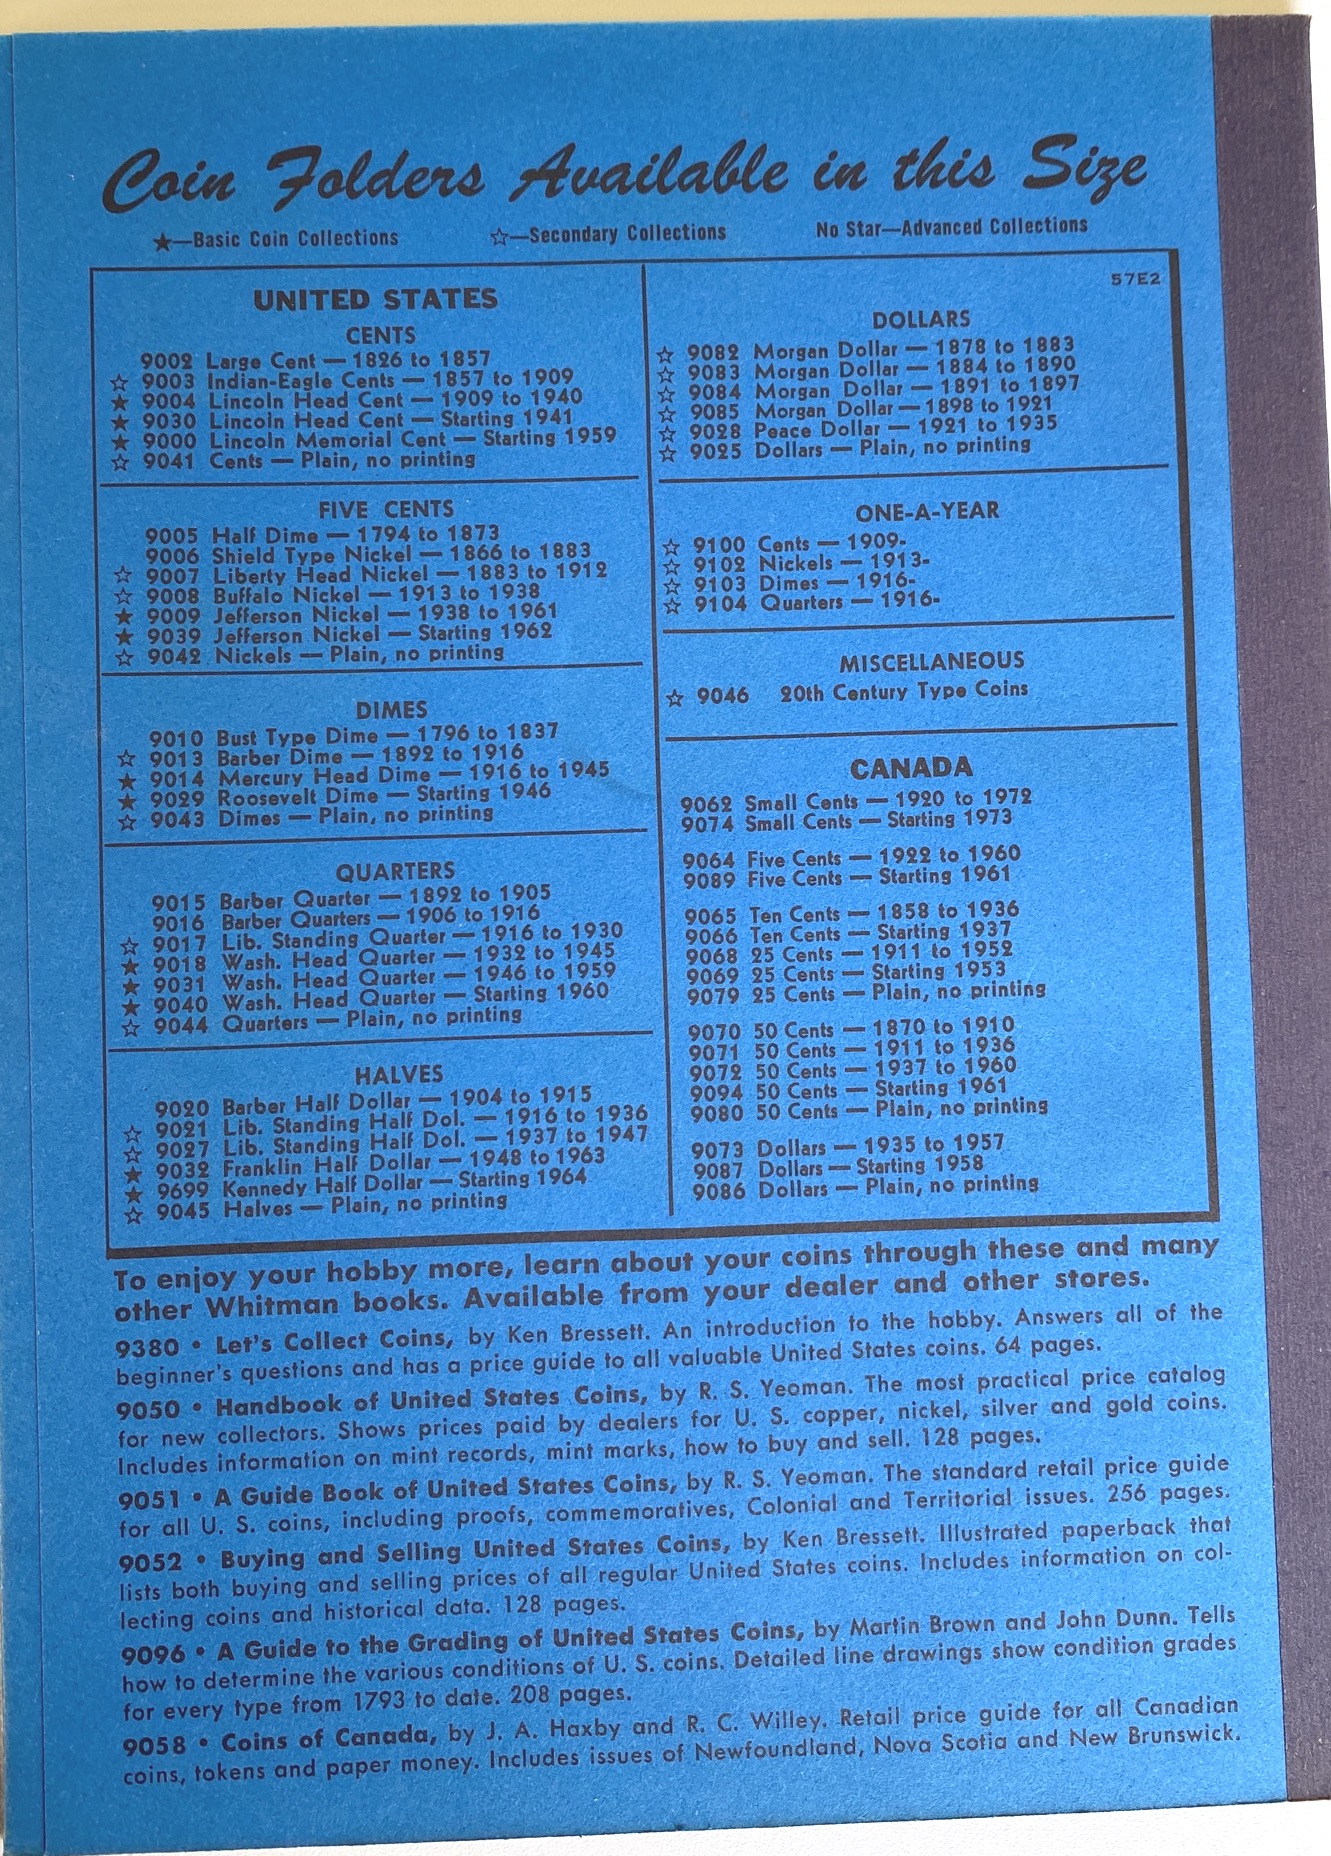 Coin Folders Available in this Size
★—Basic Coin Collections ☆—Secondary Collections No Star—Advanced Collections
UNITED STATES
CENTS
9002 Large Cent — 1826 to 1857
☆ 9003 Indian-Eagle Cents — 1857 to 1909
★ 9004 Lincoln Head Cent — 1909 to 1940
★ 9030 Lincoln Head Cent — Starting 1941
★ 9000 Lincoln Memorial Cent — Starting 1959
☆ 9041 Cents — Plain, no printing
FIVE CENTS
9005 Half Dime — 1794 to 1873
9006 Shield Type Nickel — 1866 to 1883
☆ 9007 Liberty Head Nickel — 1883 to 1912
☆ 9008 Buffalo Nickel — 1913 to 1938
★ 9009 Jefferson Nickel — 1938 to 1961
★ 9039 Jefferson Nickel — Starting 1962
☆ 9042 Nickels — Plain, no printing
DIMES
9010 Bust Type Dime — 1796 to 1837
☆ 9013 Barber Dime — 1892 to 1916
★ 9014 Mercury Head Dime — 1916 to 1945
★ 9029 Roosevelt Dime — Starting 1946
☆ 9043 Dimes — Plain, no printing
QUARTERS
9015 Barber Quarter — 1892 to 1905
9016 Barber Quarters — 1906 to 1916
☆ 9017 Lib. Standing Quarter — 1916 to 1930
★ 9018 Wash. Head Quarter — 1932 to 1945
★ 9031 Wash. Head Quarter — 1946 to 1959
★ 9040 Wash. Head Quarter — Starting 1960
☆ 9044 Quarters — Plain, no printing
HALVES
9020 Barber Half Dollar — 1904 to 1915
☆ 9021 Lib. Standing Half Dol. — 1916 to 1936
☆ 9027 Lib. Standing Half Dol. — 1937 to 1947
★ 9032 Franklin Half Dollar — 1948 to 1963
★ 9699 Kennedy Half Dollar — Starting 1964
☆ 9045 Halves — Plain, no printing
57E2
DOLLARS
☆ 9082 Morgan Dollar — 1878 to 1883
☆ 9083 Morgan Dollar — 1884 to 1890
☆ 9084 Morgan Dollar — 1891 to 1897
☆ 9085 Morgan Dollar — 1898 to 1921
☆ 9028 Peace Dollar — 1921 to 1935
☆ 9025 Dollars — Plain, no printing
ONE-A-YEAR
☆ 9100 Cents — 1909-
☆ 9102 Nickels — 1913-
☆ 9103 Dimes — 1916-
☆ 9104 Quarters — 1916-
MISCELLANEOUS
☆ 9046 20th Century Type Coins
CANADA
9062 Small Cents — 1920 to 1972
9074 Small Cents — Starting 1973
9064 Five Cents — 1922 to 1960
9089 Five Cents — Starting 1961
9065 Ten Cents — 1858 to 1936
9066 Ten Cents — Starting 1937
9068 25 Cents — 1911 to 1952
9069 25 Cents — Starting 1953
9079 25 Cents — Plain, no printing
9070 50 Cents — 1870 to 1910
9071 50 Cents — 1911 to 1936
9072 50 Cents — 1937 to 1960
9094 50 Cents — Starting 1961
9080 50 Cents — Plain, no printing
9073 Dollars — 1935 to 1957
9087 Dollars — Starting 1958
9086 Dollars — Plain, no printing
To enjoy your hobby more, learn about your coins through these and many
other Whitman books. Available from your dealer and other stores.
9380 • Let's Collect Coins, by Ken Bressett. An introduction to the hobby. Answers all of the
beginner's questions and has a price guide to all valuable United States coins. 64 pages.
9050 • Handbook of United States Coins, by R. S. Yeoman. The most practical price catalog
for new collectors. Shows prices paid by dealers for U. S. copper, nickel, silver and gold coins.
Includes information on mint records, mint marks, how to buy and sell. 128 pages.
9051 • A Guide Book of United States Coins, by R. S. Yeoman. The standard retail price guide
for all U. S. coins, including proofs, commemoratives, Colonial and Territorial issues. 256 pages.
9052 • Buying and Selling United States Coins, by Ken Bressett. Illustrated paperback that
lists both buying and selling prices of all regular United States coins. Includes information on col-
lecting coins and historical data. 128 pages.
9096 • A Guide to the Grading of United States Coins, by Martin Brown and John Dunn. Tells
how to determine the various conditions of U. S. coins. Detailed line drawings show condition grades
for every type from 1793 to date. 208 pages.
9058 • Coins of Canada, by J. A. Haxby and R. C. Willey. Retail price guide for all Canadian
coins, tokens and paper money. Includes issues of Newfoundland, Nova Scotia and New Brunswick.